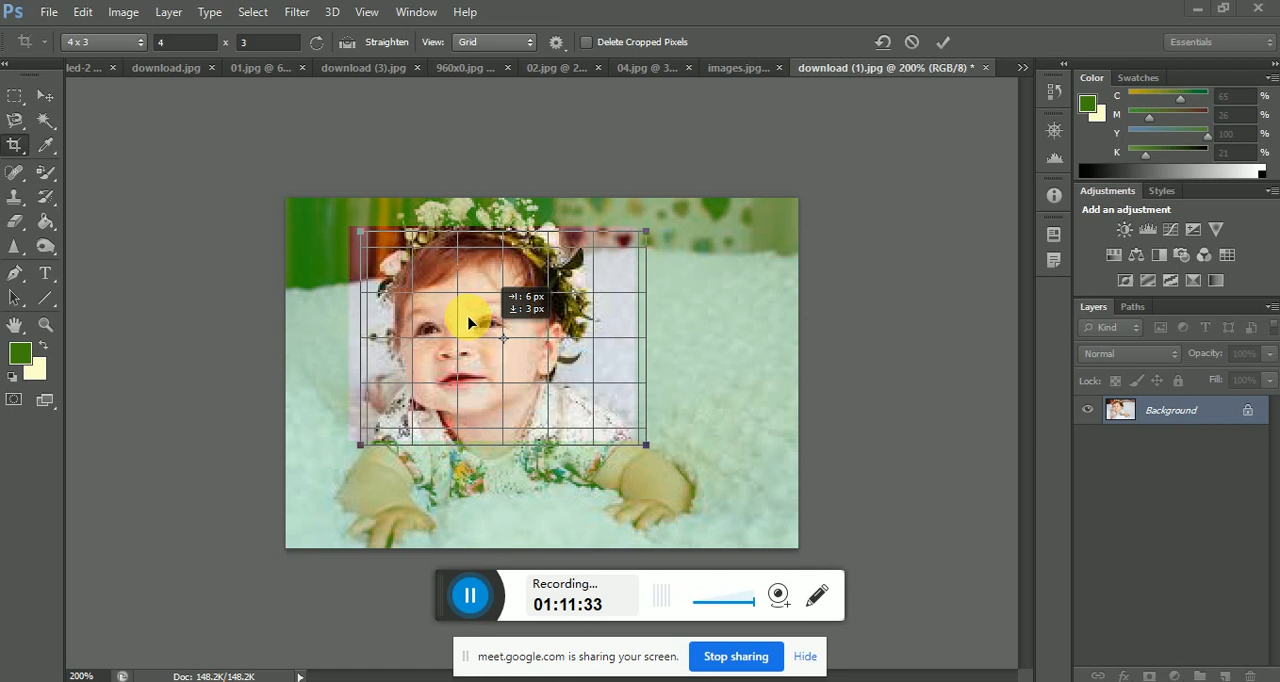 Ps File Edit Image Layer Type Select Filter 3D View Window Help
4 x 3 4 x 3 Straighten View: Grid Delete Cropped Pixels Essentials
led-2 ... × download.jpg × 01.jpg @ 6... × download (3).jpg × 960x0.jpg ... × 02.jpg @ 2... × 04.jpg @ 3... × images.jpg... × download (1).jpg @ 200% (RGB/8) * ×
Color Swatches
C 65 %
M 26 %
Y 100 %
K 21 %
Adjustments Styles
Add an adjustment
Layers Paths
Kind
Normal Opacity: 100%
Lock: Fill: 100%
Background
: 6 px
: 3 px
Recording...
01:11:33
meet.google.com is sharing your screen. Stop sharing Hide
200% Doc: 148.2K/148.2K